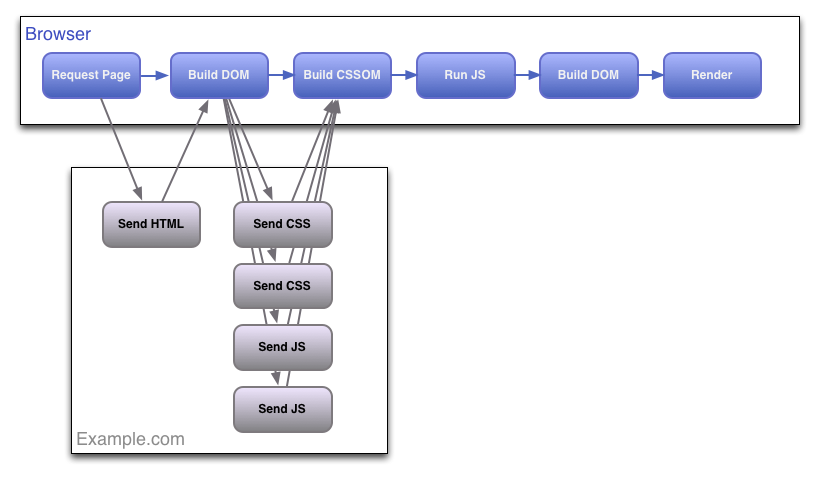 Browser
Request Page
Build DOM
Build CSSOM
Run JS
Build DOM
Render
Send HTML
Send CSS
Send CSS
Send JS
Send JS
Example.com